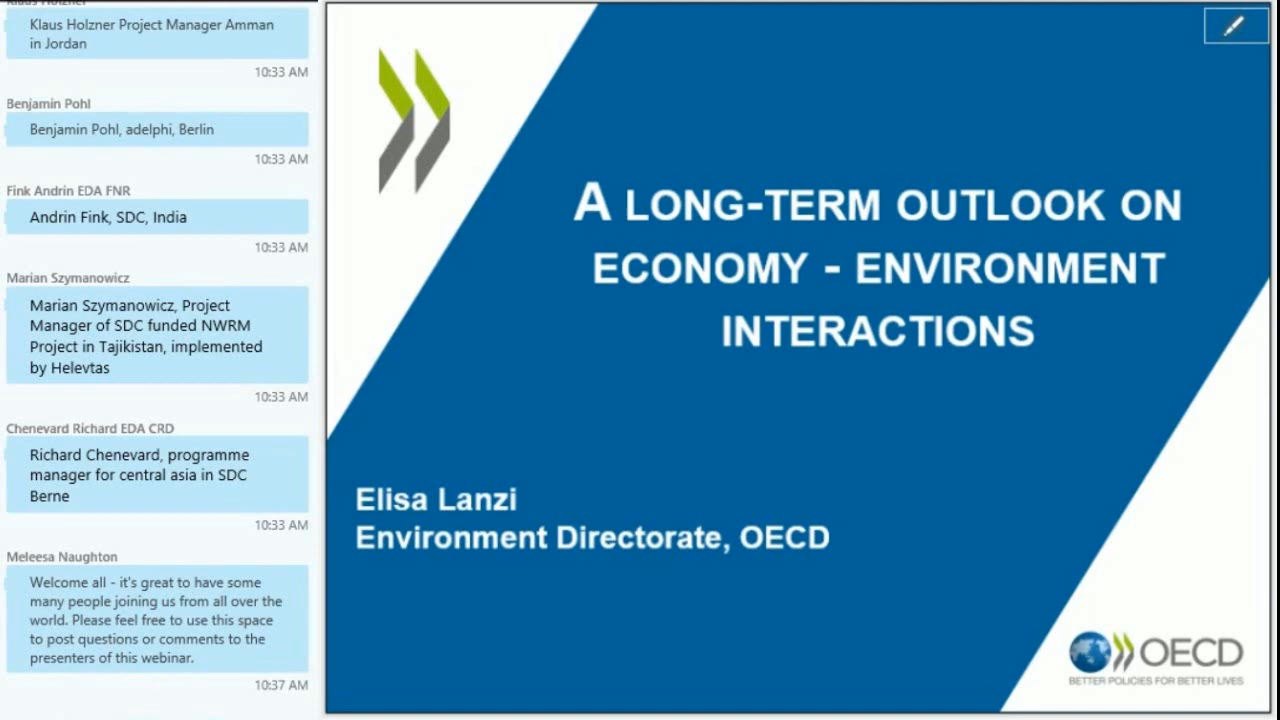 Klaus Holzner
Klaus Holzner Project Manager Amman
in Jordan
10:33 AM
Benjamin Pohl
Benjamin Pohl, adelphi, Berlin
10:33 AM
Fink Andrin EDA FNR
Andrin Fink, SDC, India
10:33 AM
Marian Szymanowicz
Marian Szymanowicz, Project
Manager of SDC funded NWRM
Project in Tajikistan, implemented
by Helevtas
10:33 AM
Chenevard Richard EDA CRD
Richard Chenevard, programme
manager for central asia in SDC
Berne
10:33 AM
Meleesa Naughton
Welcome all - it's great to have some
many people joining us from all over the
world. Please feel free to use this space
to post questions or comments to the
presenters of this webinar.
10:37 AM
A LONG-TERM OUTLOOK ON
ECONOMY - ENVIRONMENT
INTERACTIONS
Elisa Lanzi
Environment Directorate, OECD
OECD
BETTER POLICIES FOR BETTER LIVES